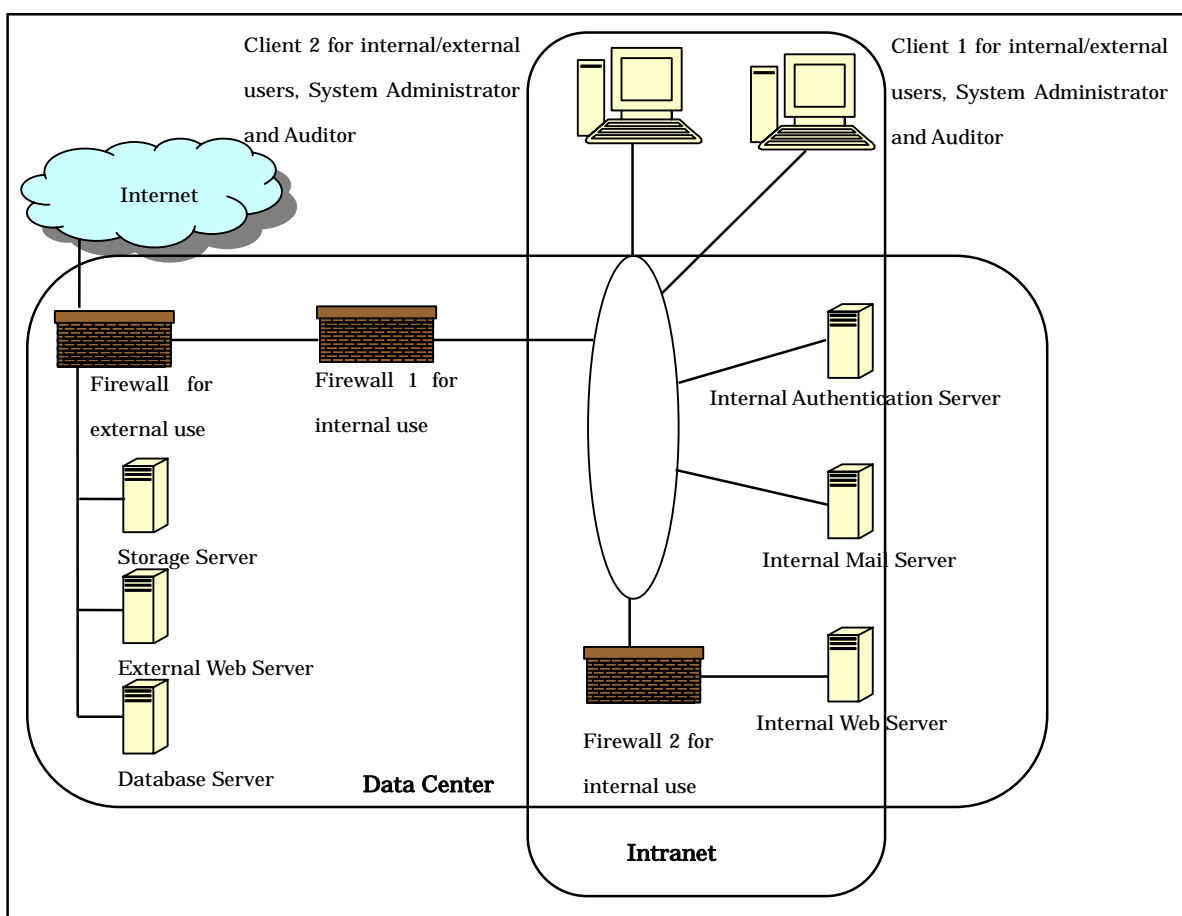 Client 2 for internal/external
users, System Administrator
and Auditor
Client 1 for internal/external
users, System Administrator
and Auditor
Internet
Firewall for
external use
Firewall 1 for
internal use
Internal Authentication Server
Storage Server
Internal Mail Server
External Web Server
Internal Web Server
Firewall 2 for
internal use
Database Server
Data Center
Intranet